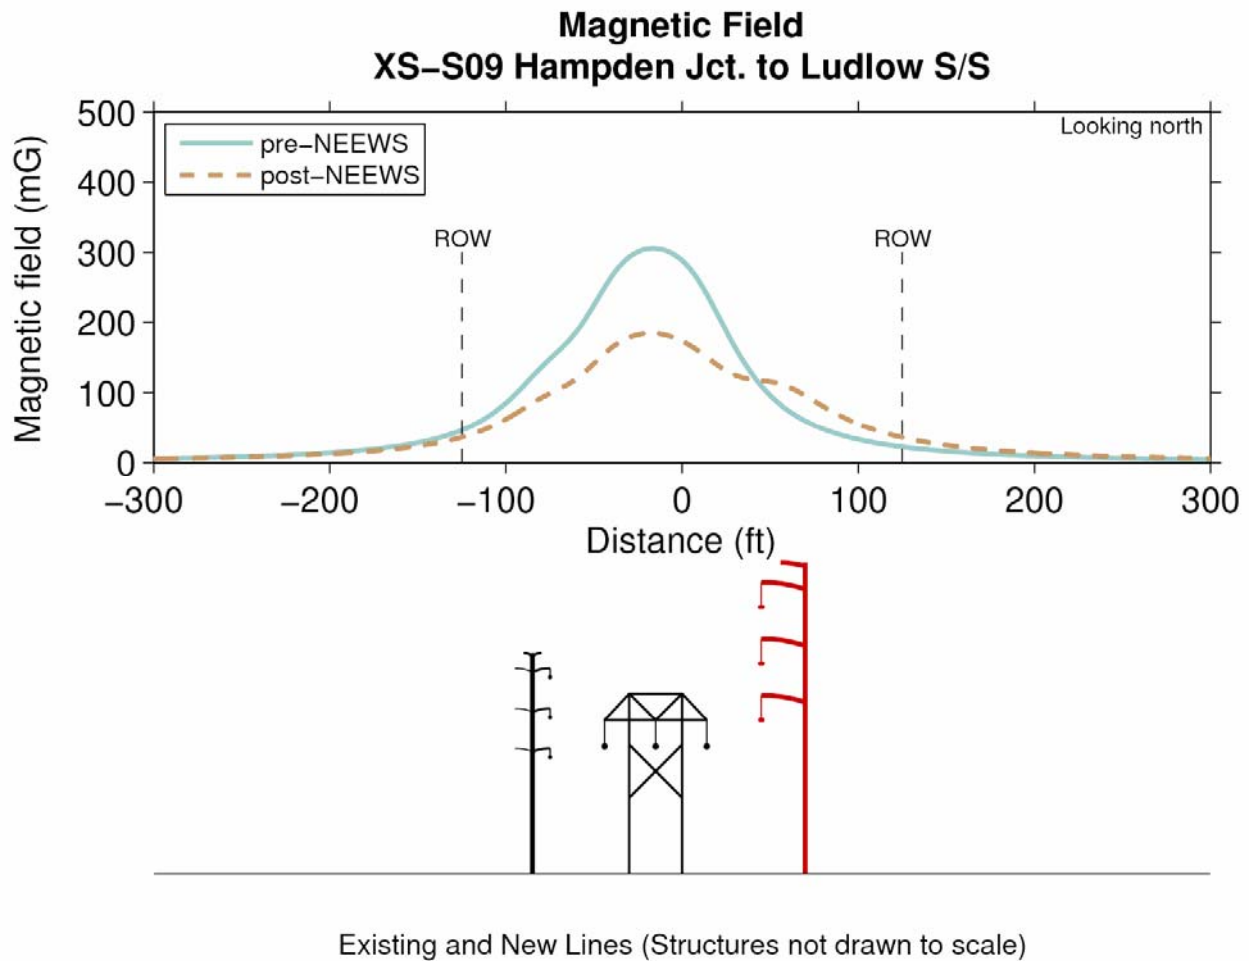 Magnetic Field
XS–S09 Hampden Jct. to Ludlow S/S
Magnetic field (mG)
500
400
300
200
100
0
pre–NEEWS
post–NEEWS
Looking north
ROW
ROW
−300
−200
−100
0
100
200
300
Distance (ft)
Existing and New Lines (Structures not drawn to scale)